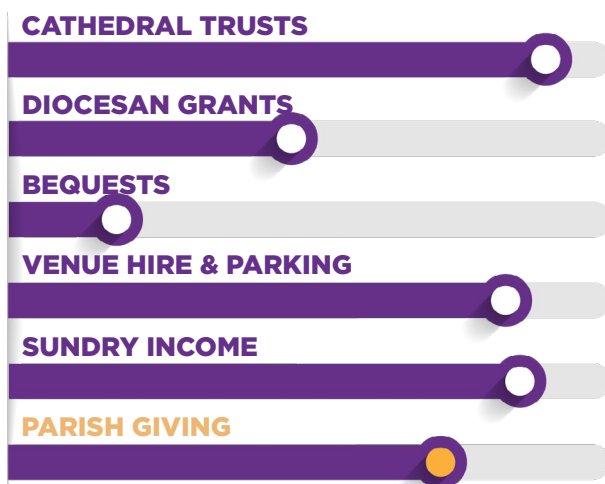 CATHEDRAL TRUSTS
DIOCESAN GRANTS
BEQUESTS
VENUE HIRE & PARKING
SUNDRY INCOME
PARISH GIVING